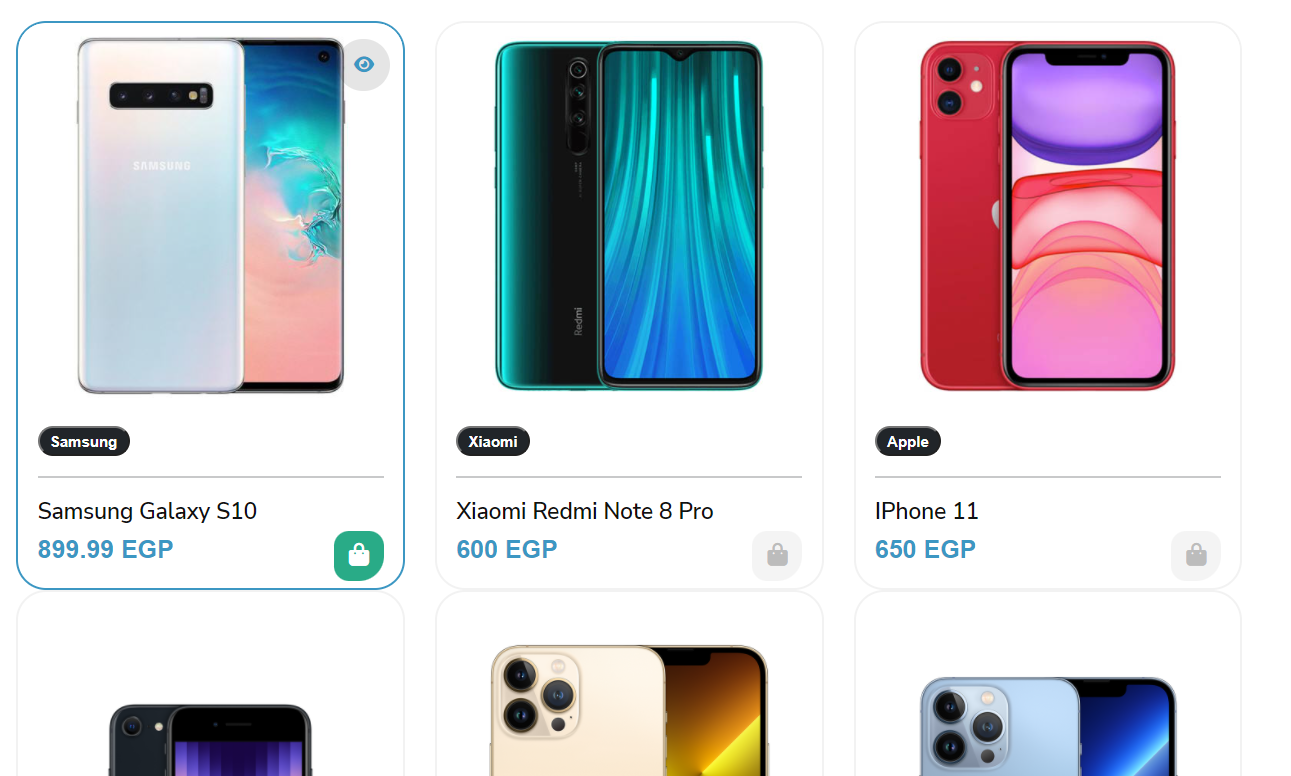 SAMSUNG
Redmi
Samsung
Xiaomi
Apple
Samsung Galaxy S10
Xiaomi Redmi Note 8 Pro
IPhone 11
899.99 EGP
600 EGP
650 EGP